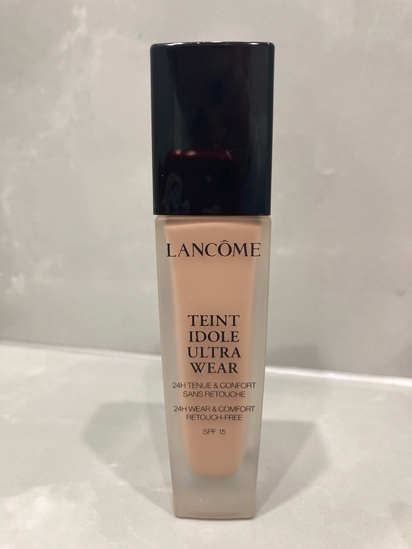 LANCÔME
TEINT
IDOLE
ULTRA
WEAR
24H TENUE & CONFORT
SANS RETOUCHE
24H WEAR & COMFORT
RETOUCH-FREE
SPF 15